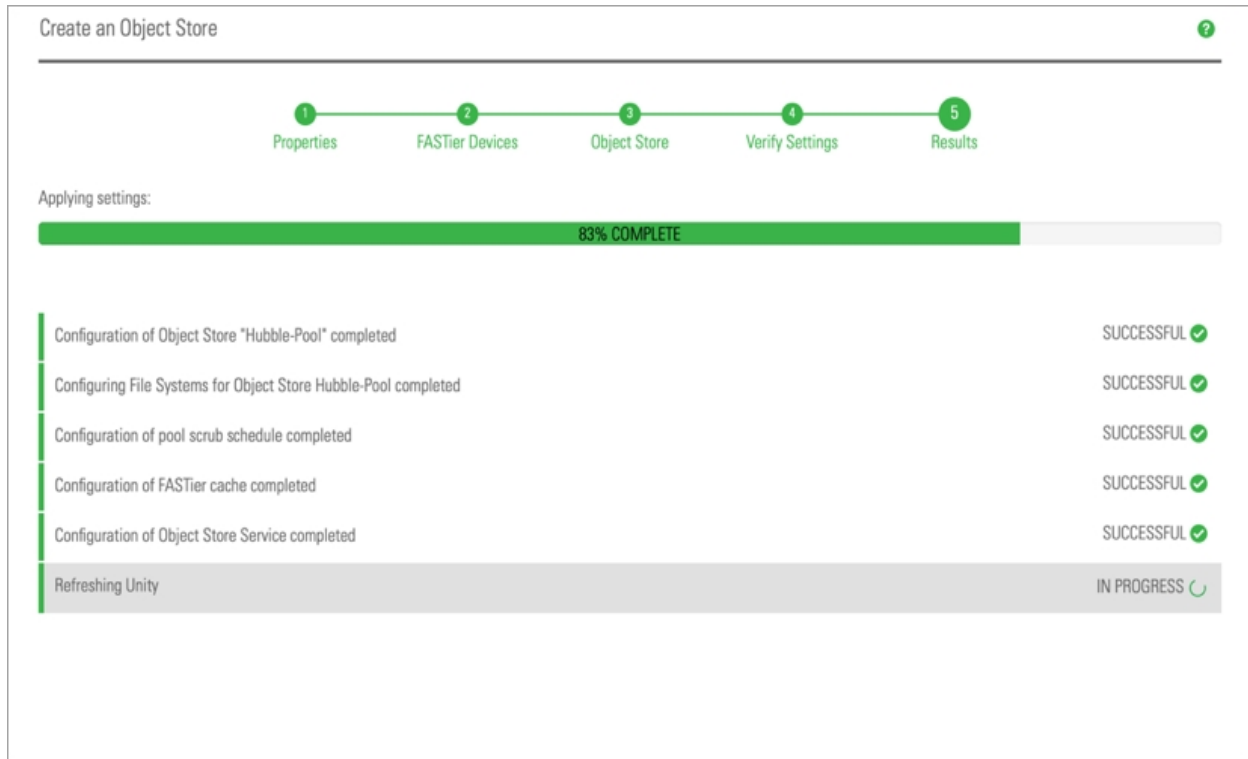 Create an Object Store
?
1 2 3 4 5
Properties FASTier Devices Object Store Verify Settings Results
Applying settings:
83% COMPLETE
Configuration of Object Store "Hubble-Pool" completed SUCCESSFUL
Configuring File Systems for Object Store Hubble-Pool completed SUCCESSFUL
Configuration of pool scrub schedule completed SUCCESSFUL
Configuration of FASTier cache completed SUCCESSFUL
Configuration of Object Store Service completed SUCCESSFUL
Refreshing Unity IN PROGRESS